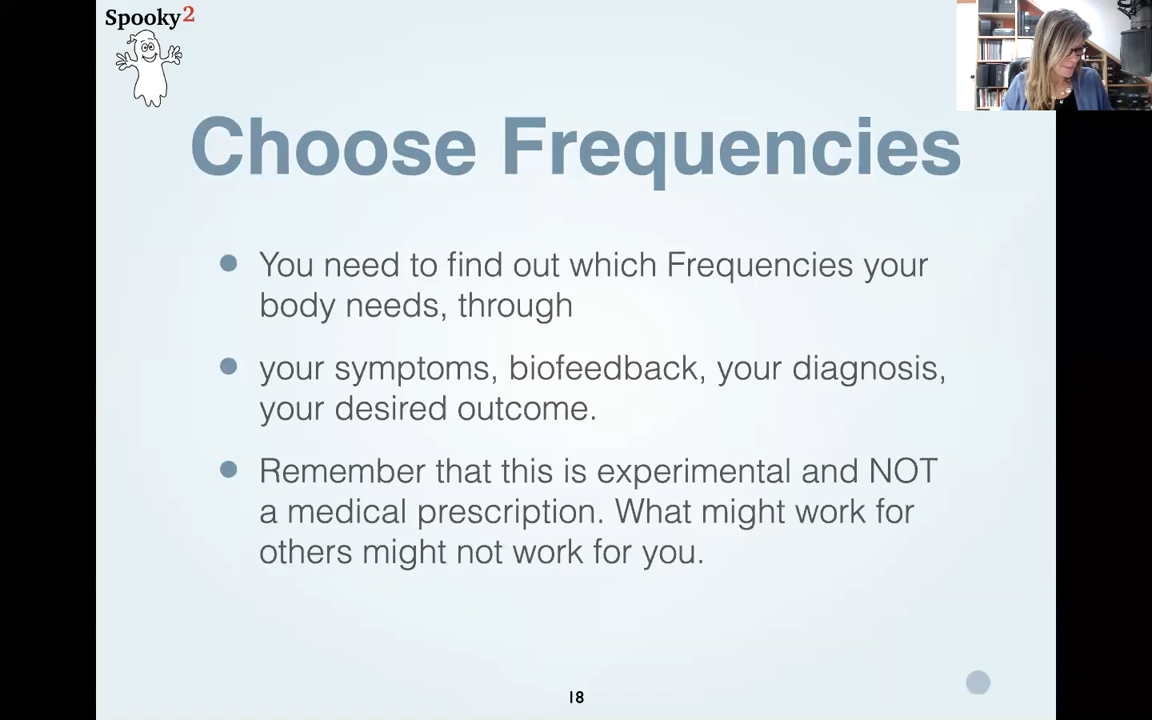 Spooky2
Choose Frequencies
You need to find out which Frequencies your
body needs, through
your symptoms, biofeedback, your diagnosis,
your desired outcome.
Remember that this is experimental and NOT
a medical prescription. What might work for
others might not work for you.
18